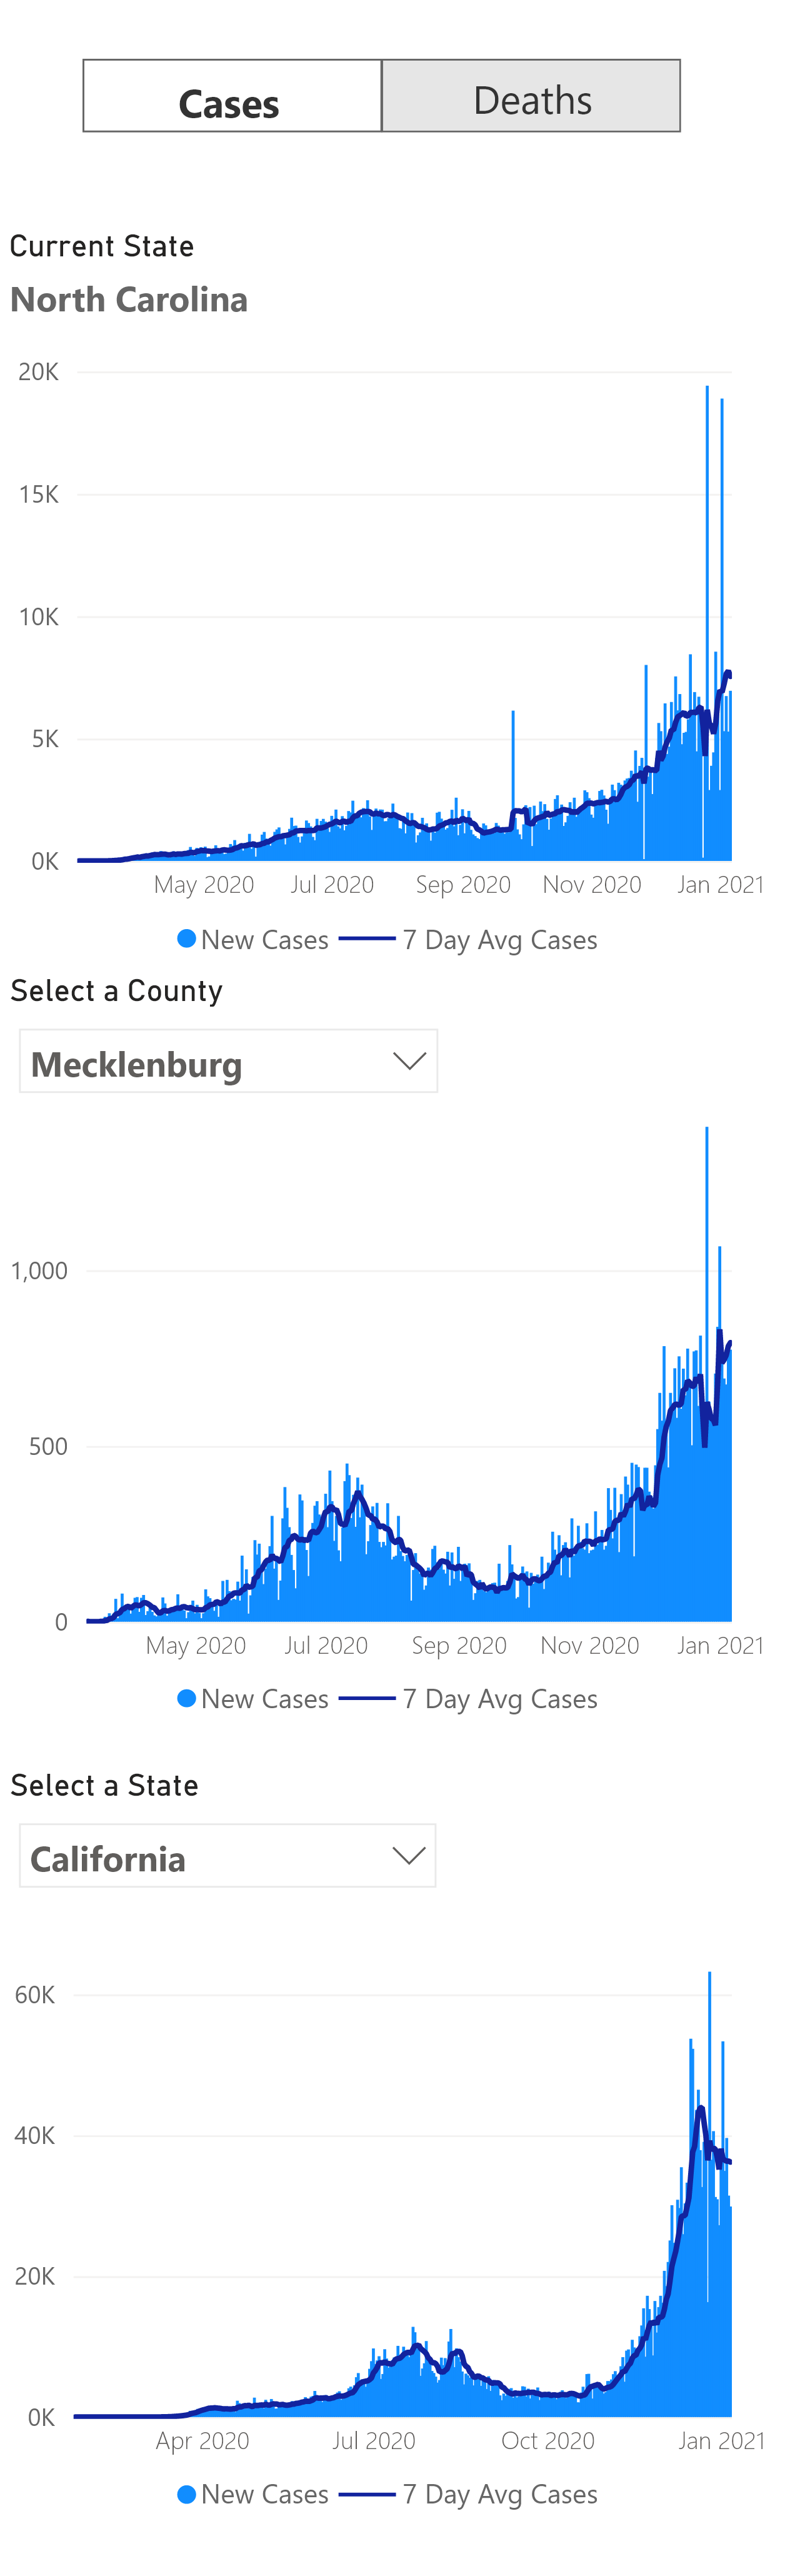 Cases Deaths
Current State
North Carolina
20K
15K
10K
5K
0K
May 2020 Jul 2020 Sep 2020 Nov 2020 Jan 2021
New Cases 7 Day Avg Cases
Select a County
Mecklenburg
1,000
500
0
May 2020 Jul 2020 Sep 2020 Nov 2020 Jan 2021
New Cases 7 Day Avg Cases
Select a State
California
60K
40K
20K
0K
Apr 2020 Jul 2020 Oct 2020 Jan 2021
New Cases 7 Day Avg Cases